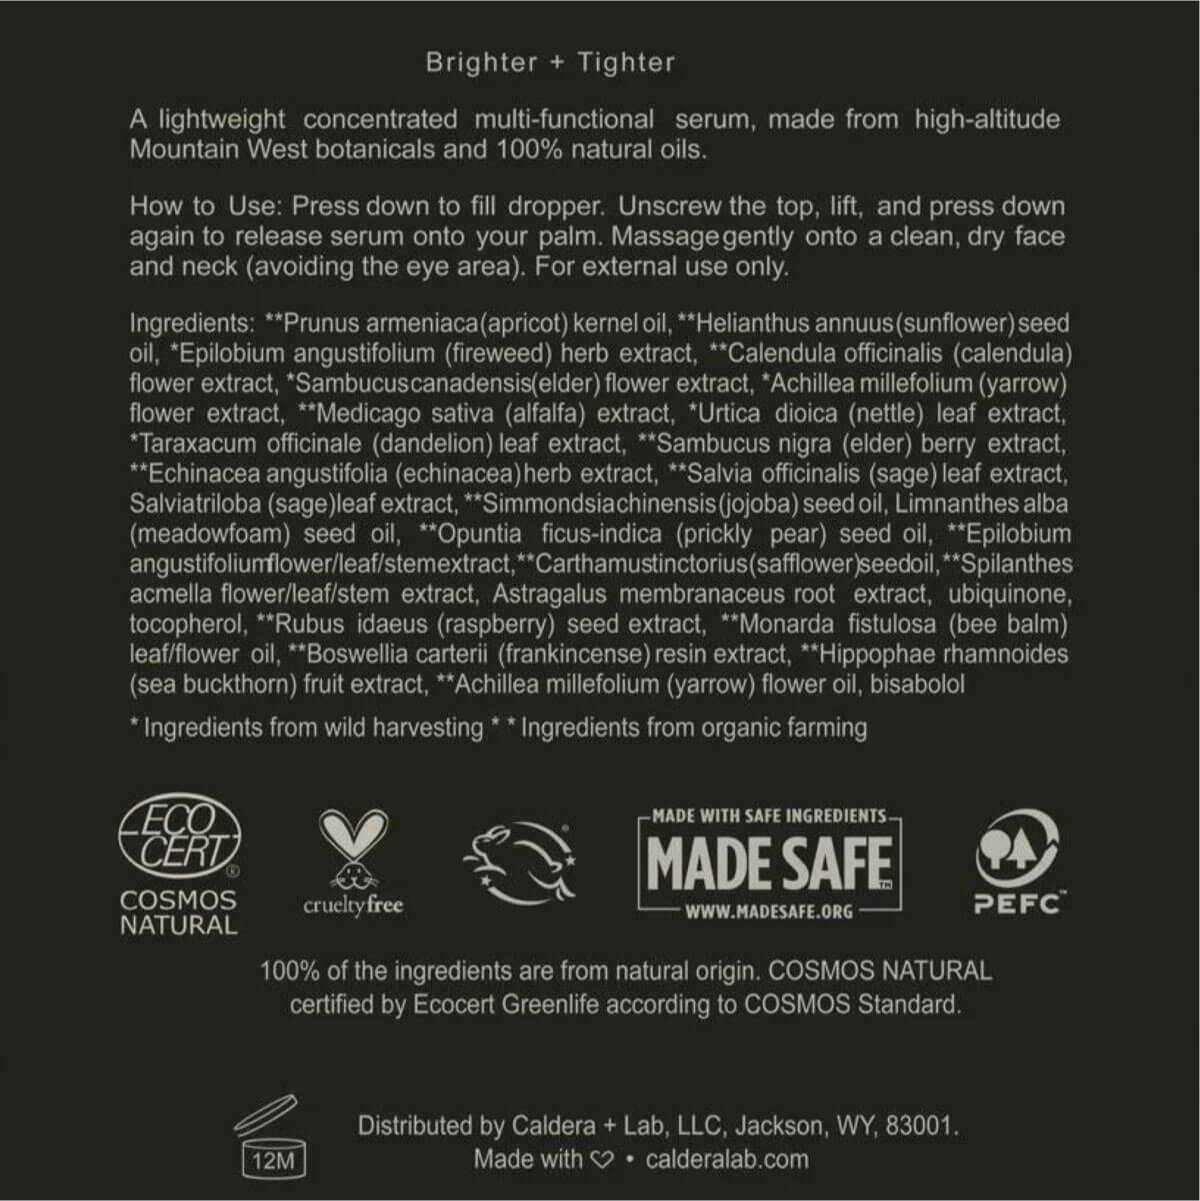 Brighter + Tighter
A lightweight concentrated multi-functional serum, made from high-altitude
Mountain West botanicals and 100% natural oils.
How to Use: Press down to fill dropper. Unscrew the top, lift, and press down
again to release serum onto your palm. Massage gently onto a clean, dry face
and neck (avoiding the eye area). For external use only.
Ingredients: **Prunus armeniaca (apricot) kernel oil, **Helianthus annuus (sunflower) seed
oil, *Epilobium angustifolium (fireweed) herb extract, **Calendula officinalis (calendula)
flower extract, *Sambucus canadensis (elder) flower extract, *Achillea millefolium (yarrow)
flower extract, **Medicago sativa (alfalfa) extract, *Urtica dioica (nettle) leaf extract,
*Taraxacum officinale (dandelion) leaf extract, **Sambucus nigra (elder) berry extract,
**Echinacea angustifolia (echinacea) herb extract, **Salvia officinalis (sage) leaf extract,
Salvia triloba (sage) leaf extract, **Simmondsia chinensis (jojoba) seed oil, Limnanthes alba
(meadowfoam) seed oil, **Opuntia ficus-indica (prickly pear) seed oil, **Epilobium
angustifolium flower/leaf/stem extract, **Carthamus tinctorius (safflower) seed oil, **Spilanthes
acmella flower/leaf/stem extract, Astragalus membranaceus root extract, ubiquinone,
tocopherol, **Rubus idaeus (raspberry) seed extract, **Monarda fistulosa (bee balm)
leaf/flower oil, **Boswellia carterii (frankincense) resin extract, **Hippophae rhamnoides
(sea buckthorn) fruit extract, **Achillea millefolium (yarrow) flower oil, bisabolol
* Ingredients from wild harvesting * * Ingredients from organic farming
ECO
CERT®
COSMOS
NATURAL
crueltyfree
®
MADE WITH SAFE INGREDIENTS
MADE SAFE™
WWW.MADESAFE.ORG
PEFC™
100% of the ingredients are from natural origin. COSMOS NATURAL
certified by Ecocert Greenlife according to COSMOS Standard.
12M
Distributed by Caldera + Lab, LLC, Jackson, WY, 83001.
Made with ♡ • calderalab.com